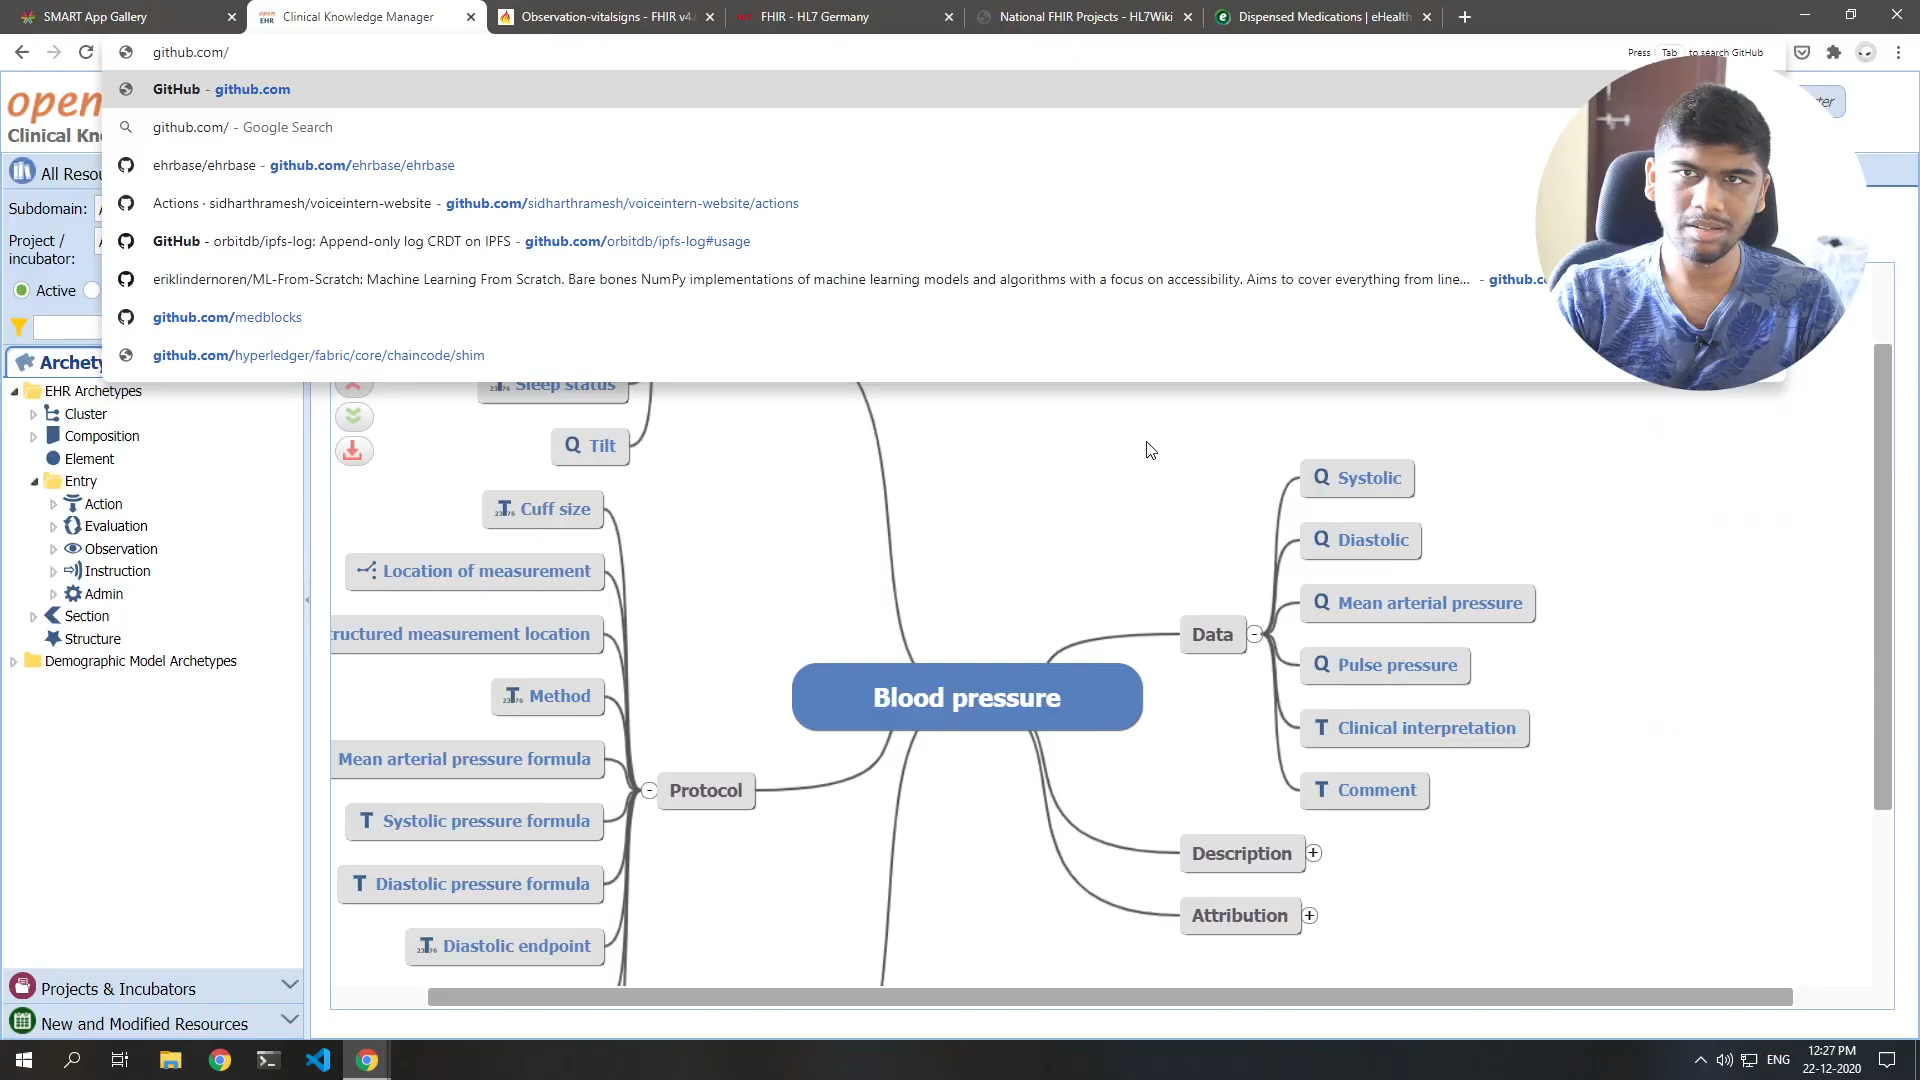 SMART App Gallery
open EHR Clinical Knowledge Manager
Observation-vitalsigns - FHIR v4.
FHIR - HL7 Germany
National FHIR Projects - HL7Wiki
Dispensed Medications | eHealth
github.com/
Press Tab to search GitHub
GitHub - github.com
github.com/ - Google Search
ehrbase/ehrbase - github.com/ehrbase/ehrbase
Actions · sidharthramesh/voiceintern-website - github.com/sidharthramesh/voiceintern-website/actions
GitHub - orbitdb/ipfs-log: Append-only log CRDT on IPFS - github.com/orbitdb/ipfs-log#usage
eriklindernoren/ML-From-Scratch: Machine Learning From Scratch. Bare bones NumPy implementations of machine learning models and algorithms with a focus on accessibility. Aims to cover everything from line... - github.c
github.com/medblocks
github.com/hyperledger/fabric/core/chaincode/shim
open
Clinical Kn
All Resou
Subdomain:
Project /
incubator:
Active
Archety
EHR Archetypes
Cluster
Composition
Element
Entry
Action
Evaluation
Observation
Instruction
Admin
Section
Structure
Demographic Model Archetypes
Projects & Incubators
New and Modified Resources
Sleep status
Q Tilt
Cuff size
Location of measurement
ructured measurement location
Method
Mean arterial pressure formula
T Systolic pressure formula
T Diastolic pressure formula
Diastolic endpoint
Protocol
Blood pressure
Data
Q Systolic
Q Diastolic
Q Mean arterial pressure
Q Pulse pressure
T Clinical interpretation
T Comment
Description
Attribution
ENG
12:27 PM
22-12-2020